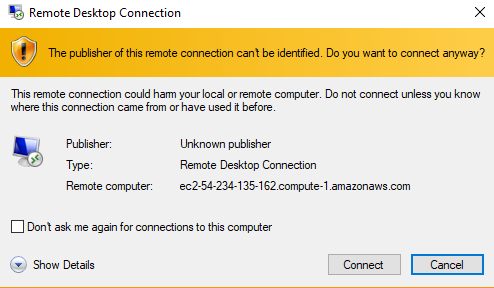 Remote Desktop Connection
The publisher of this remote connection can't be identified. Do you want to connect anyway?
This remote connection could harm your local or remote computer. Do not connect unless you know
where this connection came from or have used it before.
Publisher: Unknown publisher
Type: Remote Desktop Connection
Remote computer: ec2-54-234-135-162.compute-1.amazonaws.com
Don't ask me again for connections to this computer
Show Details Connect Cancel